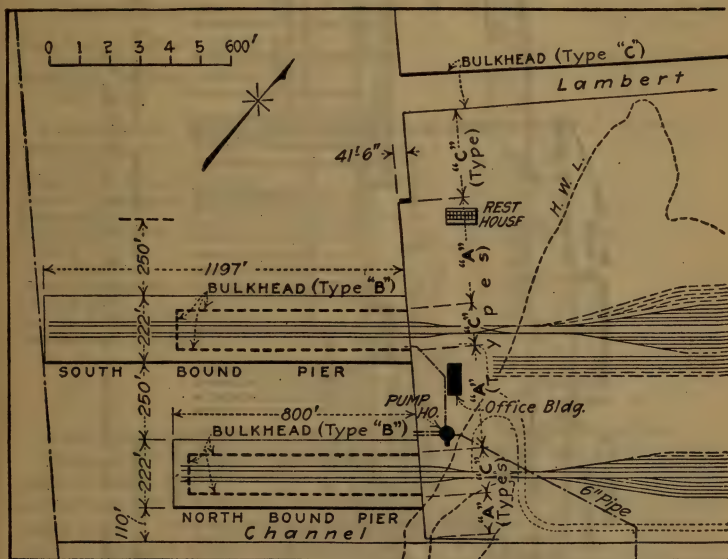 0 1 2 3 4 5 600'
BULKHEAD (Type "C")
Lambert
41'-6"
"C"
(Type)
H. W. L.
REST
HOUSE
250'
1197'
BULKHEAD (Type "B")
"A"
(Types)
"C"
222'
SOUTH BOUND PIER
250'
800'
PUMP
HO.
"A"
Office Bldg.
BULKHEAD (Type "B")
222'
"C"
"A"
(Types)
6" Pipe
110'
NORTH BOUND PIER
Channel